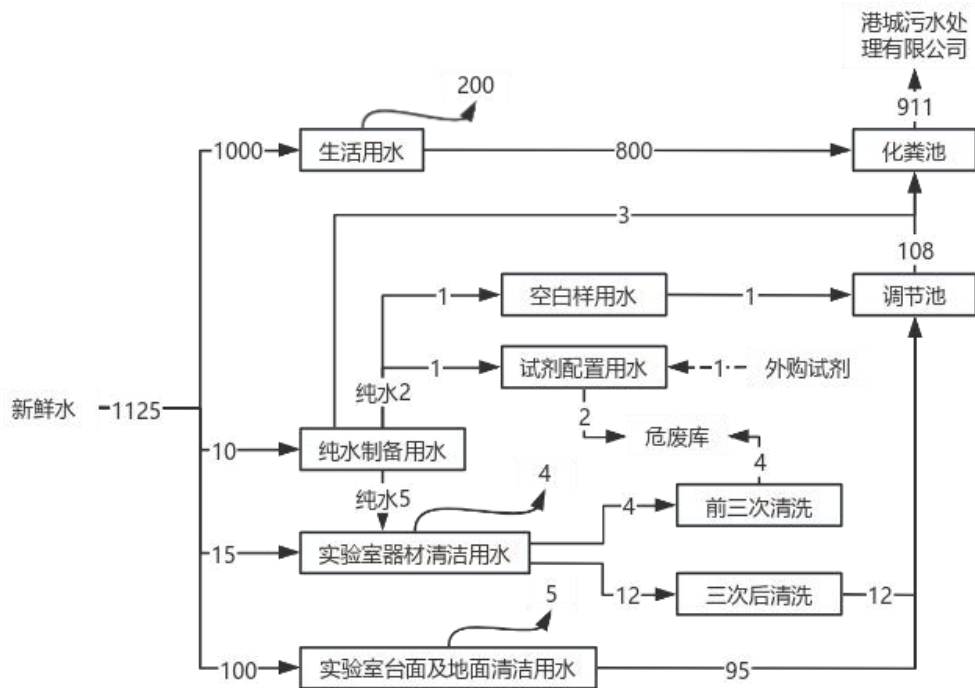 港城污水处
理有限公司
200
911
1000
生活用水
800
化粪池
3
108
1
空白样用水
1
调节池
1
试剂配置用水
1
外购试剂
纯水2
新鲜水
1125
2
危废库
10
纯水制备用水
4
4
纯水5
4
前三次清洗
15
实验室器材清洁用水
12
三次后清洗
12
5
100
实验室台面及地面清洁用水
95